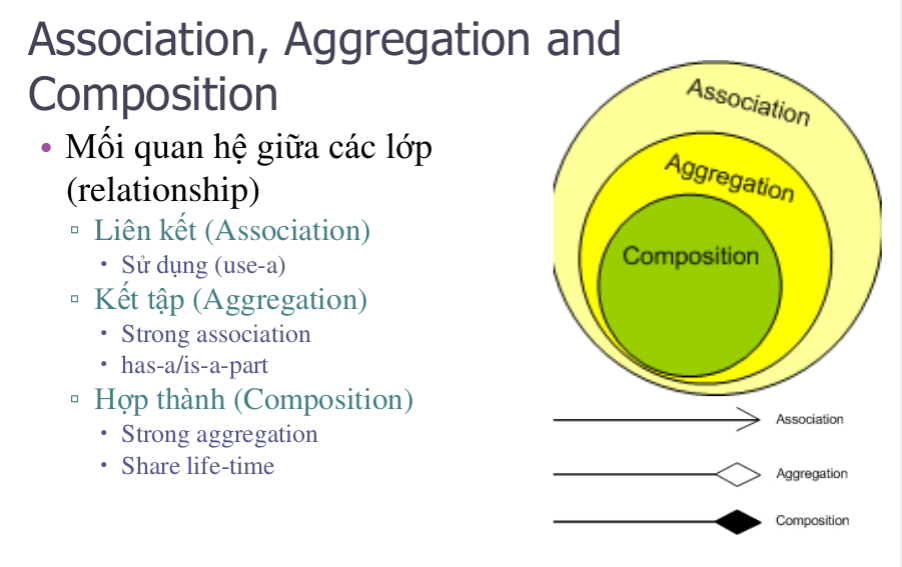 Association, Aggregation and
Composition
• Mối quan hệ giữa các lớp
(relationship)
▫ Liên kết (Association)
• Sử dụng (use-a)
▫ Kết tập (Aggregation)
• Strong association
• has-a/is-a-part
▫ Hợp thành (Composition)
• Strong aggregation
• Share life-time
Association
Aggregation
Composition
Association
Aggregation
Composition